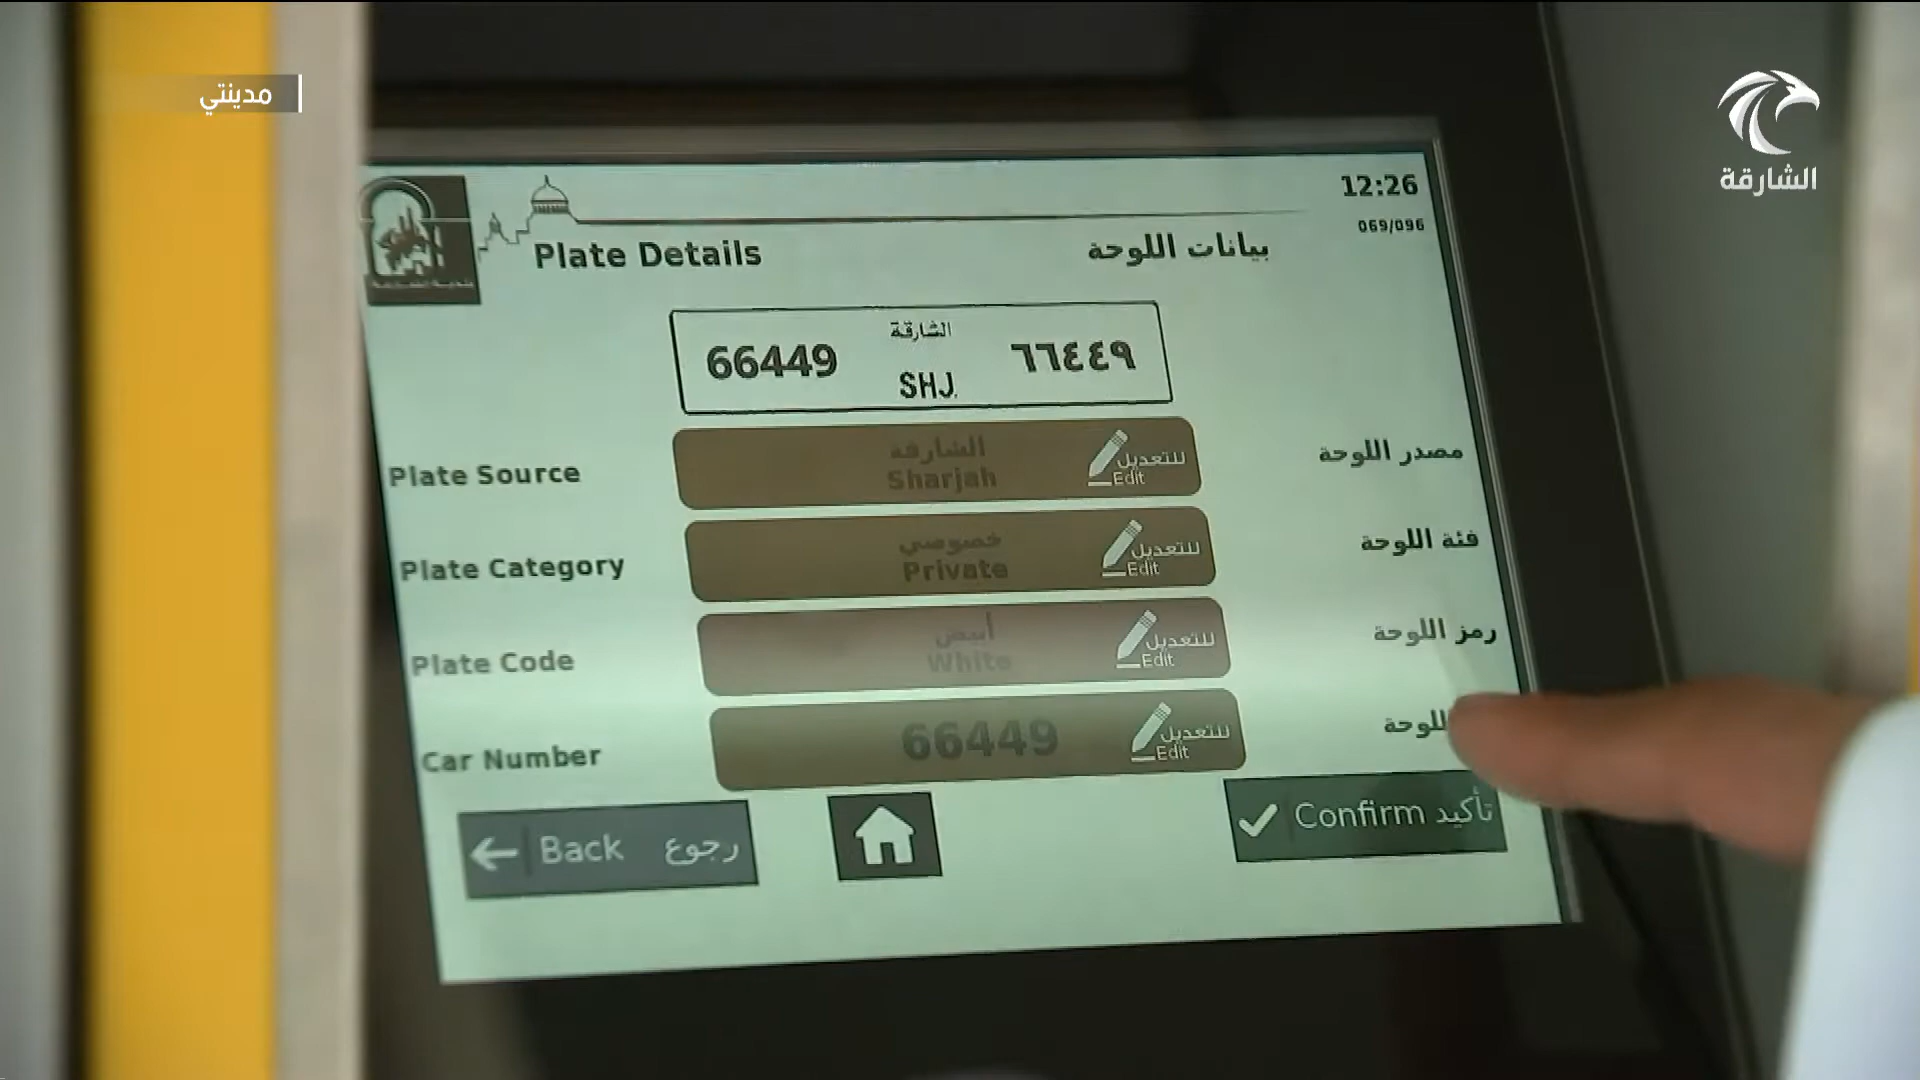 مدينتي
الشارقة
12:26
069/096
Plate Details
بيانات اللوحة
الشارقة
66449
٦٦٤٤٩
SHJ.
Plate Source
الشارقة
Sharjah
للتعديل
Edit
مصدر اللوحة
Plate Category
خصوصي
Private
للتعديل
Edit
فئة اللوحة
Plate Code
أبيض
White
للتعديل
Edit
رمز اللوحة
Car Number
66449
للتعديل
Edit
اللوحة
Back رجوع
Confirm تأكيد